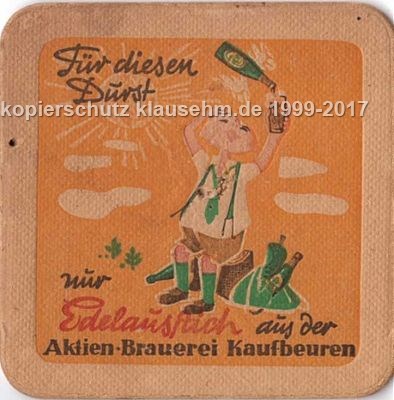 Für diesen
Durst
kopierschutz klausehm.de 1999-2017
nur
Edelausstich aus der
Aktien-Brauerei Kaufbeuren